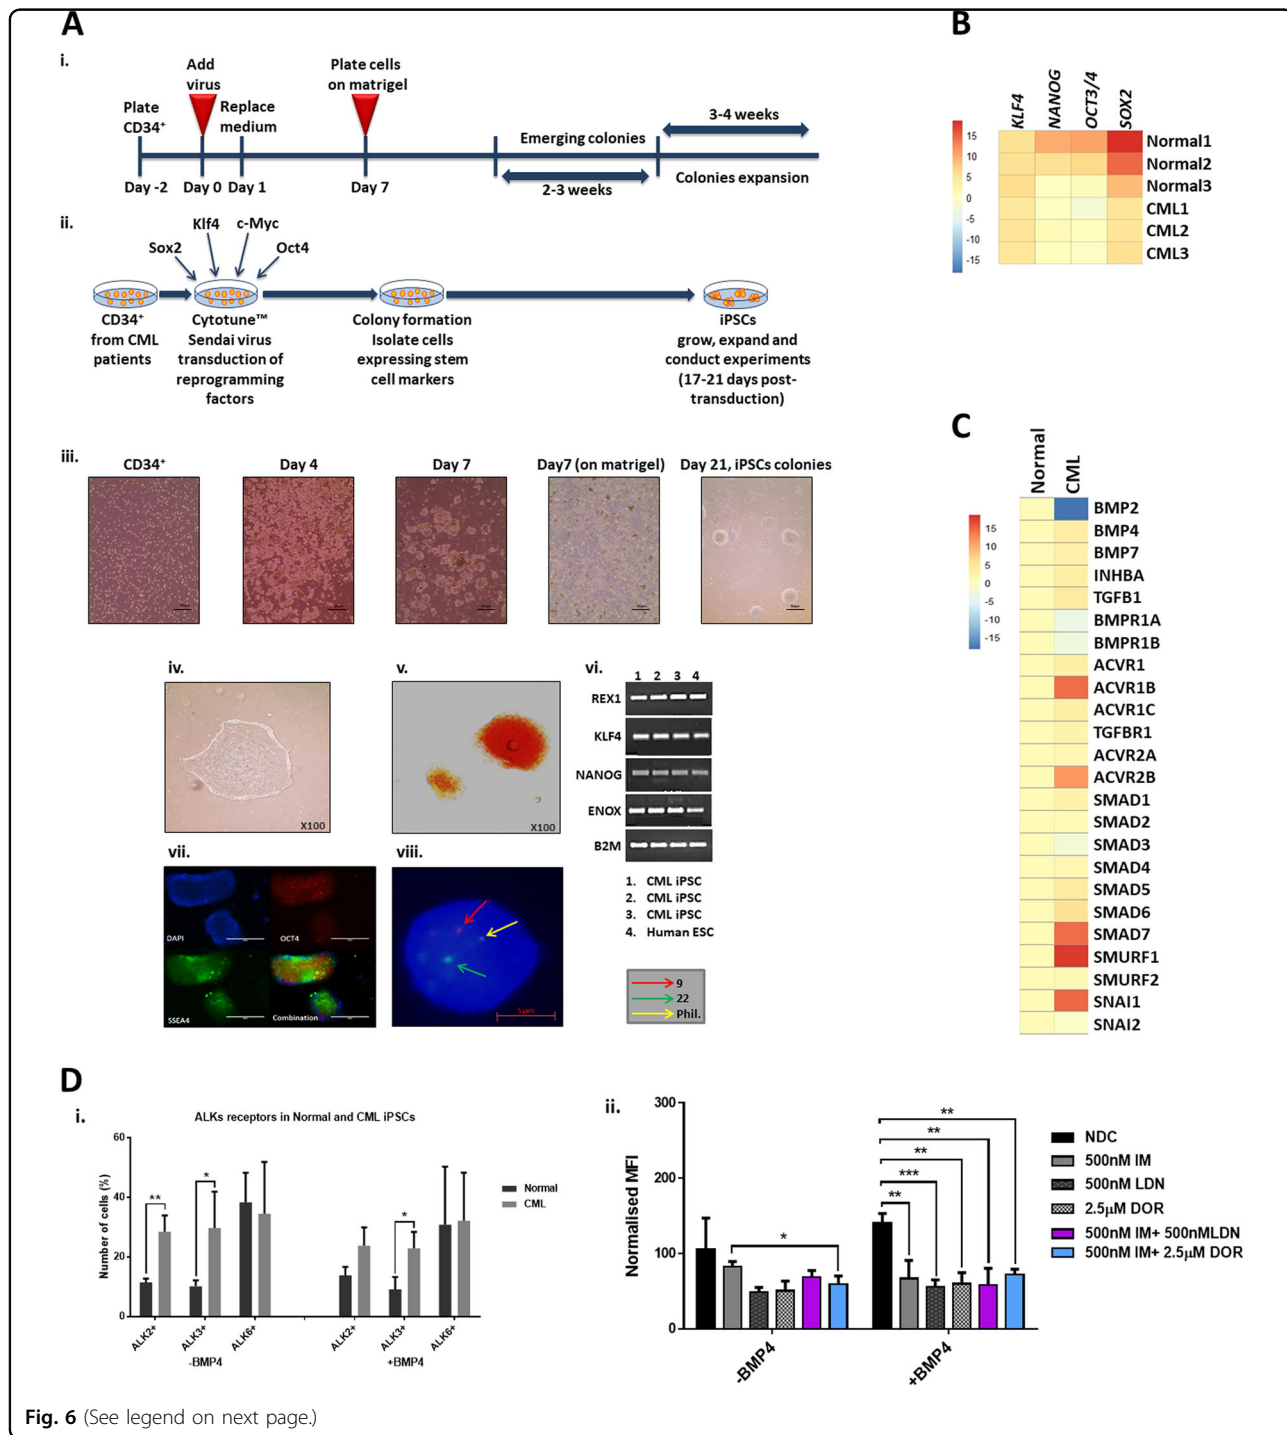 A
i.
Add
virus
Plate cells
on matrigel
Plate
CD34+
Replace
medium
3-4 weeks
Emerging colonies
Day -2
Day 0
Day 1
Day 7
2-3 weeks
Colonies expansion
ii.
Klf4
c-Myc
Sox2
Oct4
CD34+
from CML
patients
Cytotune™
Sendai virus
transduction of
reprogramming
factors
Colony formation
Isolate cells
expressing stem
cell markers
iPSCs
grow, expand and
conduct experiments
(17-21 days post-
transduction)
iii.
CD34+
Day 4
Day 7
Day7 (on matrigel)
Day 21, iPSCs colonies
iv.
X100
v.
X100
vi.
1 2 3 4
REX1
KLF4
NANOG
ENOX
B2M
1. CML iPSC
2. CML iPSC
3. CML iPSC
4. Human ESC
vii.
DAPI
OCT4
SSEA4
Combination
viii.
5µm
9
22
Phil.
B
KLF4
NANOG
OCT3/4
SOX2
15
10
5
0
-5
-10
-15
Normal1
Normal2
Normal3
CML1
CML2
CML3
C
Normal
CML
15
10
5
0
-5
-10
-15
BMP2
BMP4
BMP7
INHBA
TGFB1
BMPR1A
BMPR1B
ACVR1
ACVR1B
ACVR1C
TGFBR1
ACVR2A
ACVR2B
SMAD1
SMAD2
SMAD3
SMAD4
SMAD5
SMAD6
SMAD7
SMURF1
SMURF2
SNAI1
SNAI2
D
i.
ALKs receptors in Normal and CML iPSCs
Number of cells (%)
60
40
20
0
**
*
*
Normal
CML
ALK2+
ALK3+
ALK6+
ALK2+
ALK3+
ALK6+
-BMP4
+BMP4
ii.
Normalised MFI
300
200
100
0
*
**
**
**
***
**
-BMP4
+BMP4
NDC
500nM IM
500nM LDN
2.5µM DOR
500nM IM+ 500nMLDN
500nM IM+ 2.5µM DOR
Fig. 6 (See legend on next page.)